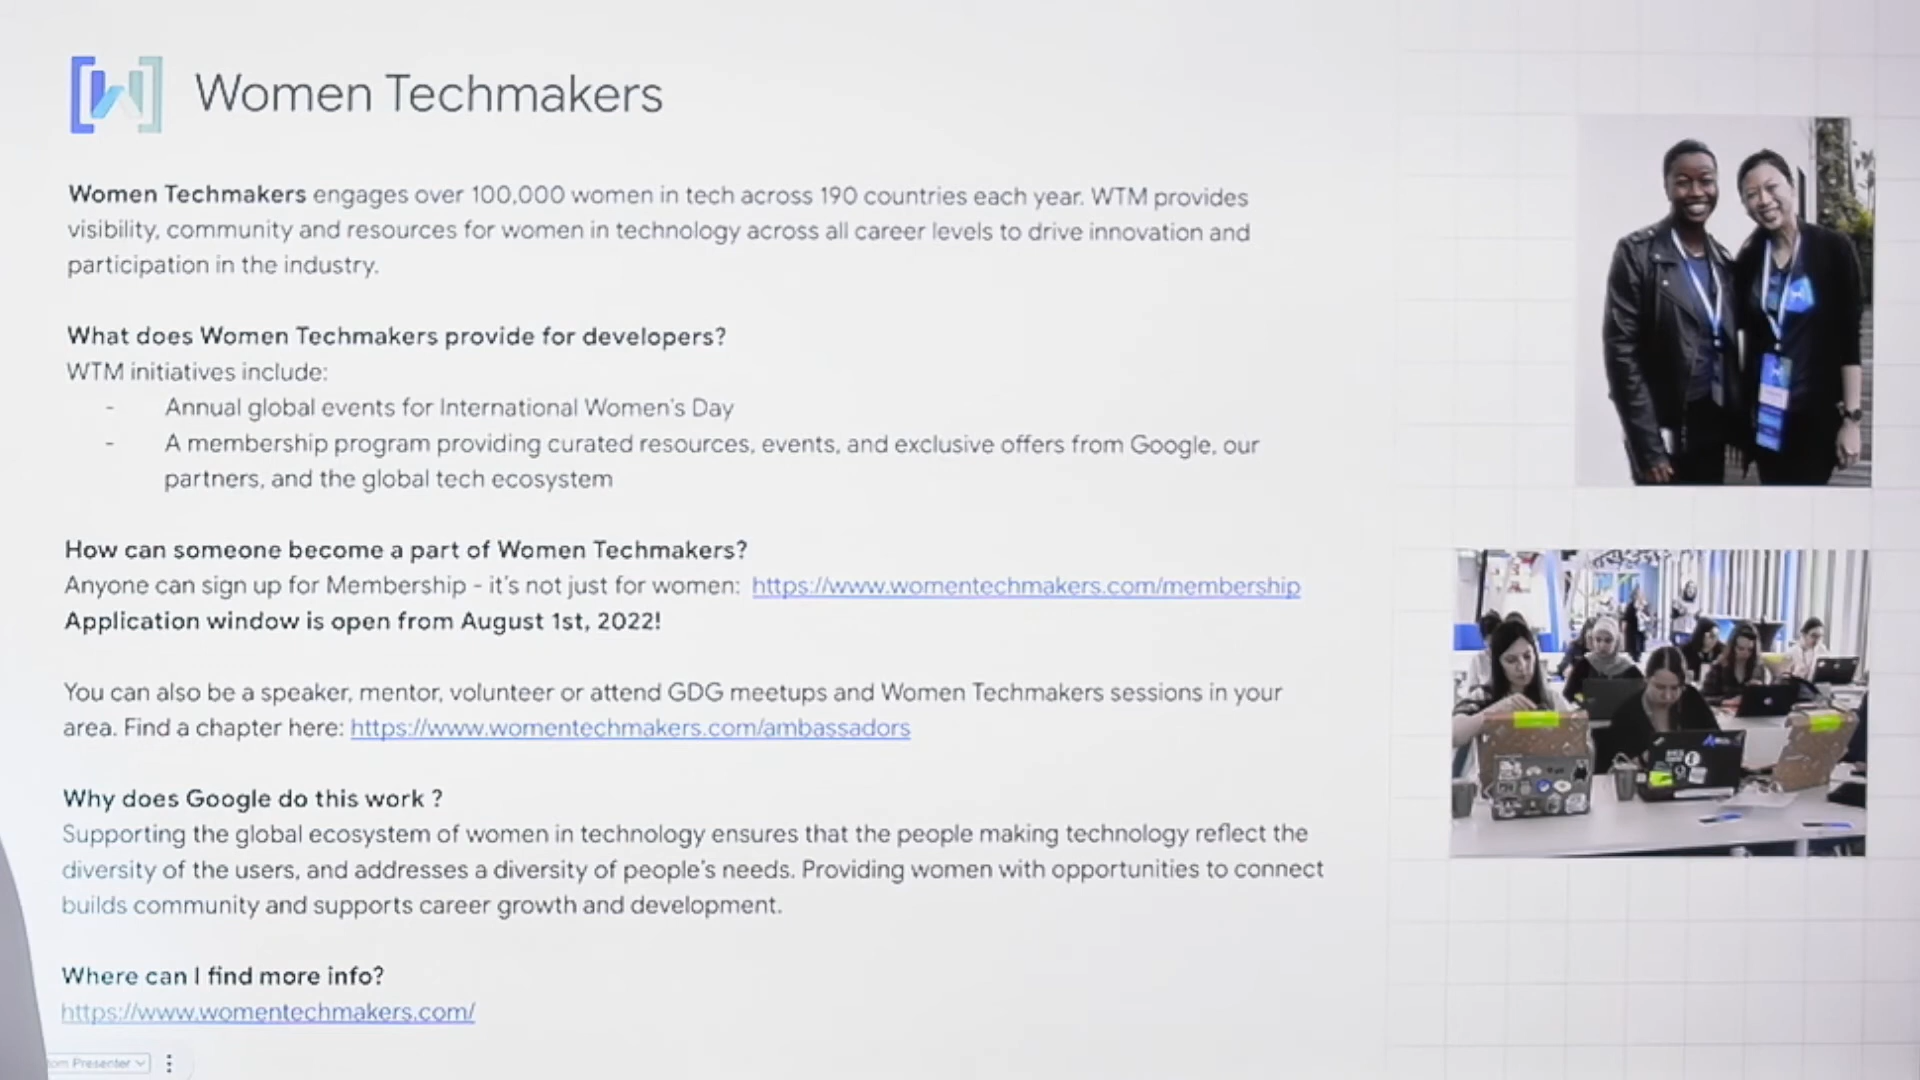 Women Techmakers
Women Techmakers engages over 100,000 women in tech across 190 countries each year. WTM provides
visibility, community and resources for women in technology across all career levels to drive innovation and
participation in the industry.
What does Women Techmakers provide for developers?
WTM initiatives include:
- Annual global events for International Women's Day
- A membership program providing curated resources, events, and exclusive offers from Google, our
partners, and the global tech ecosystem
How can someone become a part of Women Techmakers?
Anyone can sign up for Membership - it's not just for women: https://www.womentechmakers.com/membership
Application window is open from August 1st, 2022!
You can also be a speaker, mentor, volunteer or attend GDG meetups and Women Techmakers sessions in your
area. Find a chapter here: https://www.womentechmakers.com/ambassadors
Why does Google do this work ?
Supporting the global ecosystem of women in technology ensures that the people making technology reflect the
diversity of the users, and addresses a diversity of people's needs. Providing women with opportunities to connect
builds community and supports career growth and development.
Where can I find more info?
https://www.womentechmakers.com/
Presenter